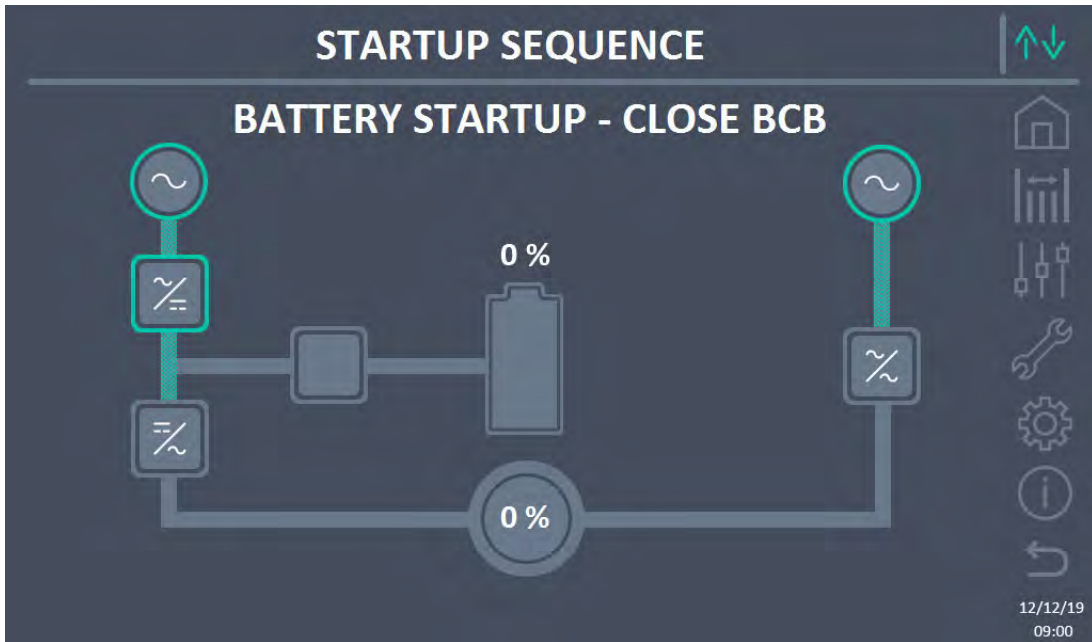 STARTUP SEQUENCE
BATTERY STARTUP - CLOSE BCB
0 %
0 %
12/12/19
09:00